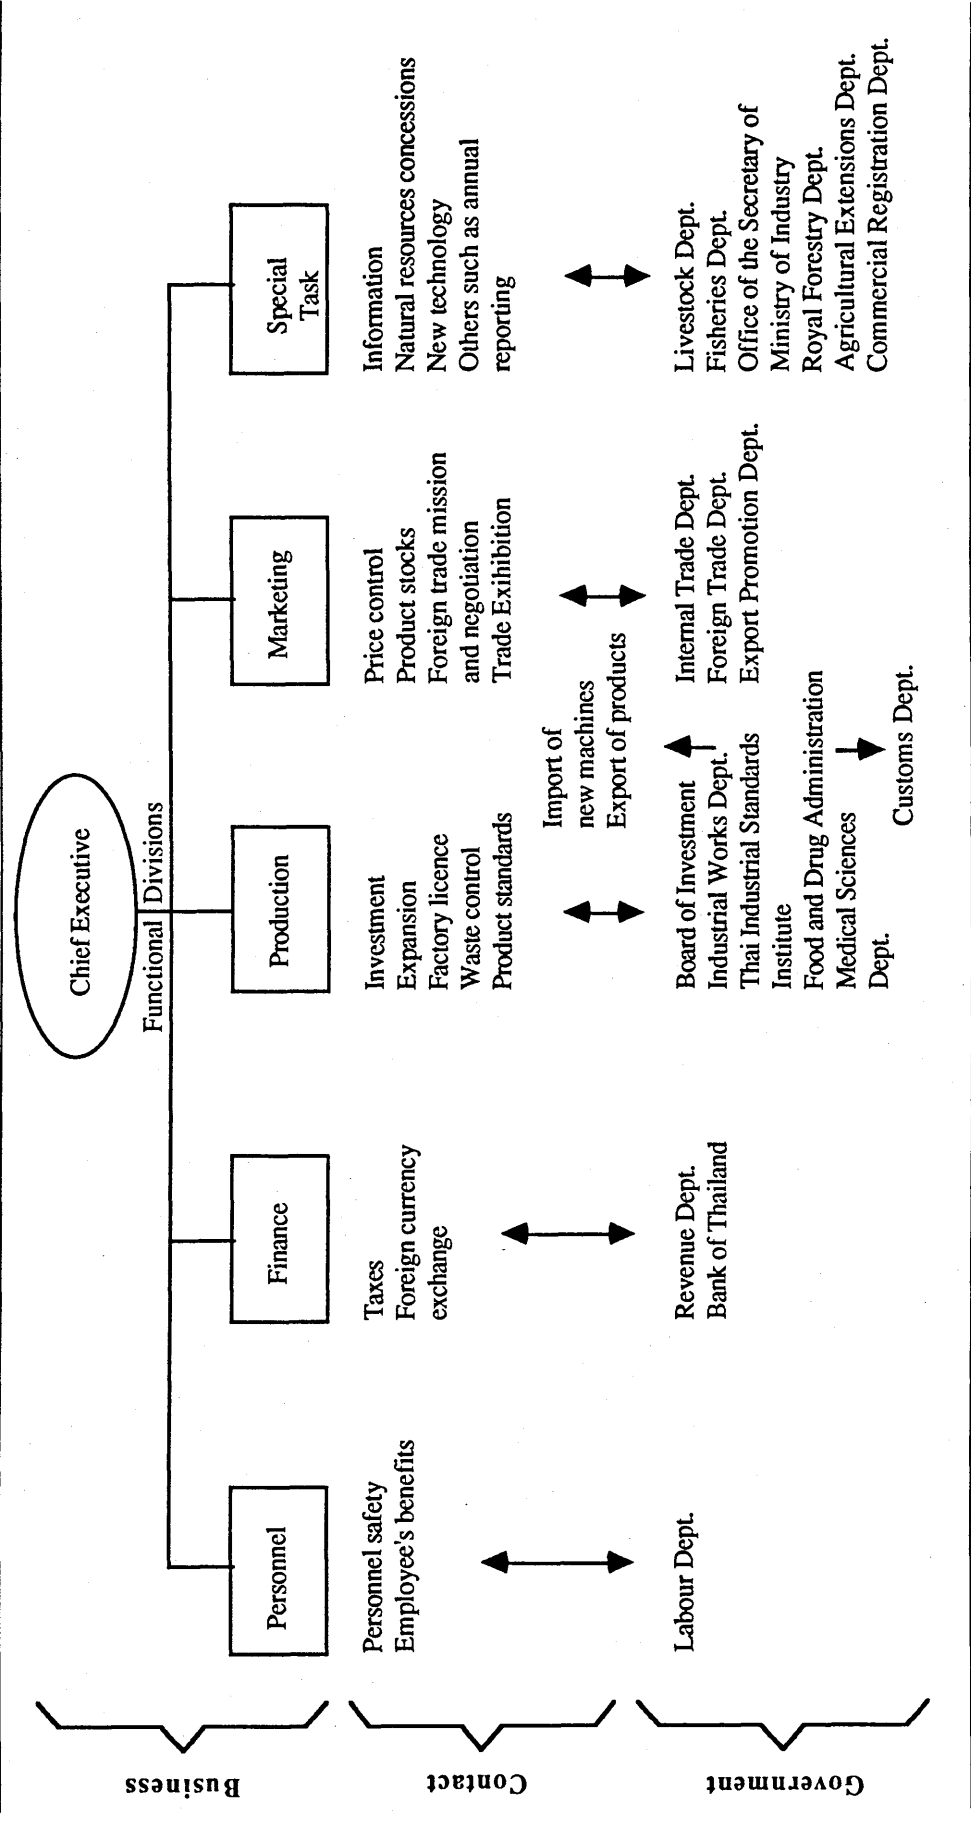 Chief Executive
Functional Divisions
Personnel
Finance
Production
Marketing
Special
Task
Personnel safety
Employee's benefits
Taxes
Foreign currency
exchange
Investment
Expansion
Factory licence
Waste control
Product standards
Price control
Product stocks
Foreign trade mission
and negotiation
Trade Exihibition
Information
Natural resources concessions
New technology
Others such as annual
reporting
Import of
new machines
Export of products
Labour Dept.
Revenue Dept.
Bank of Thailand
Board of Investment
Industrial Works Dept.
Thai Industrial Standards
Institute
Food and Drug Administration
Medical Sciences
Dept.
Customs Dept.
Internal Trade Dept.
Foreign Trade Dept.
Export Promotion Dept.
Livestock Dept.
Fisheries Dept.
Office of the Secretary of
Ministry of Industry
Royal Forestry Dept.
Agricultural Extensions Dept.
Commercial Registration Dept.
Business
Contact
Government